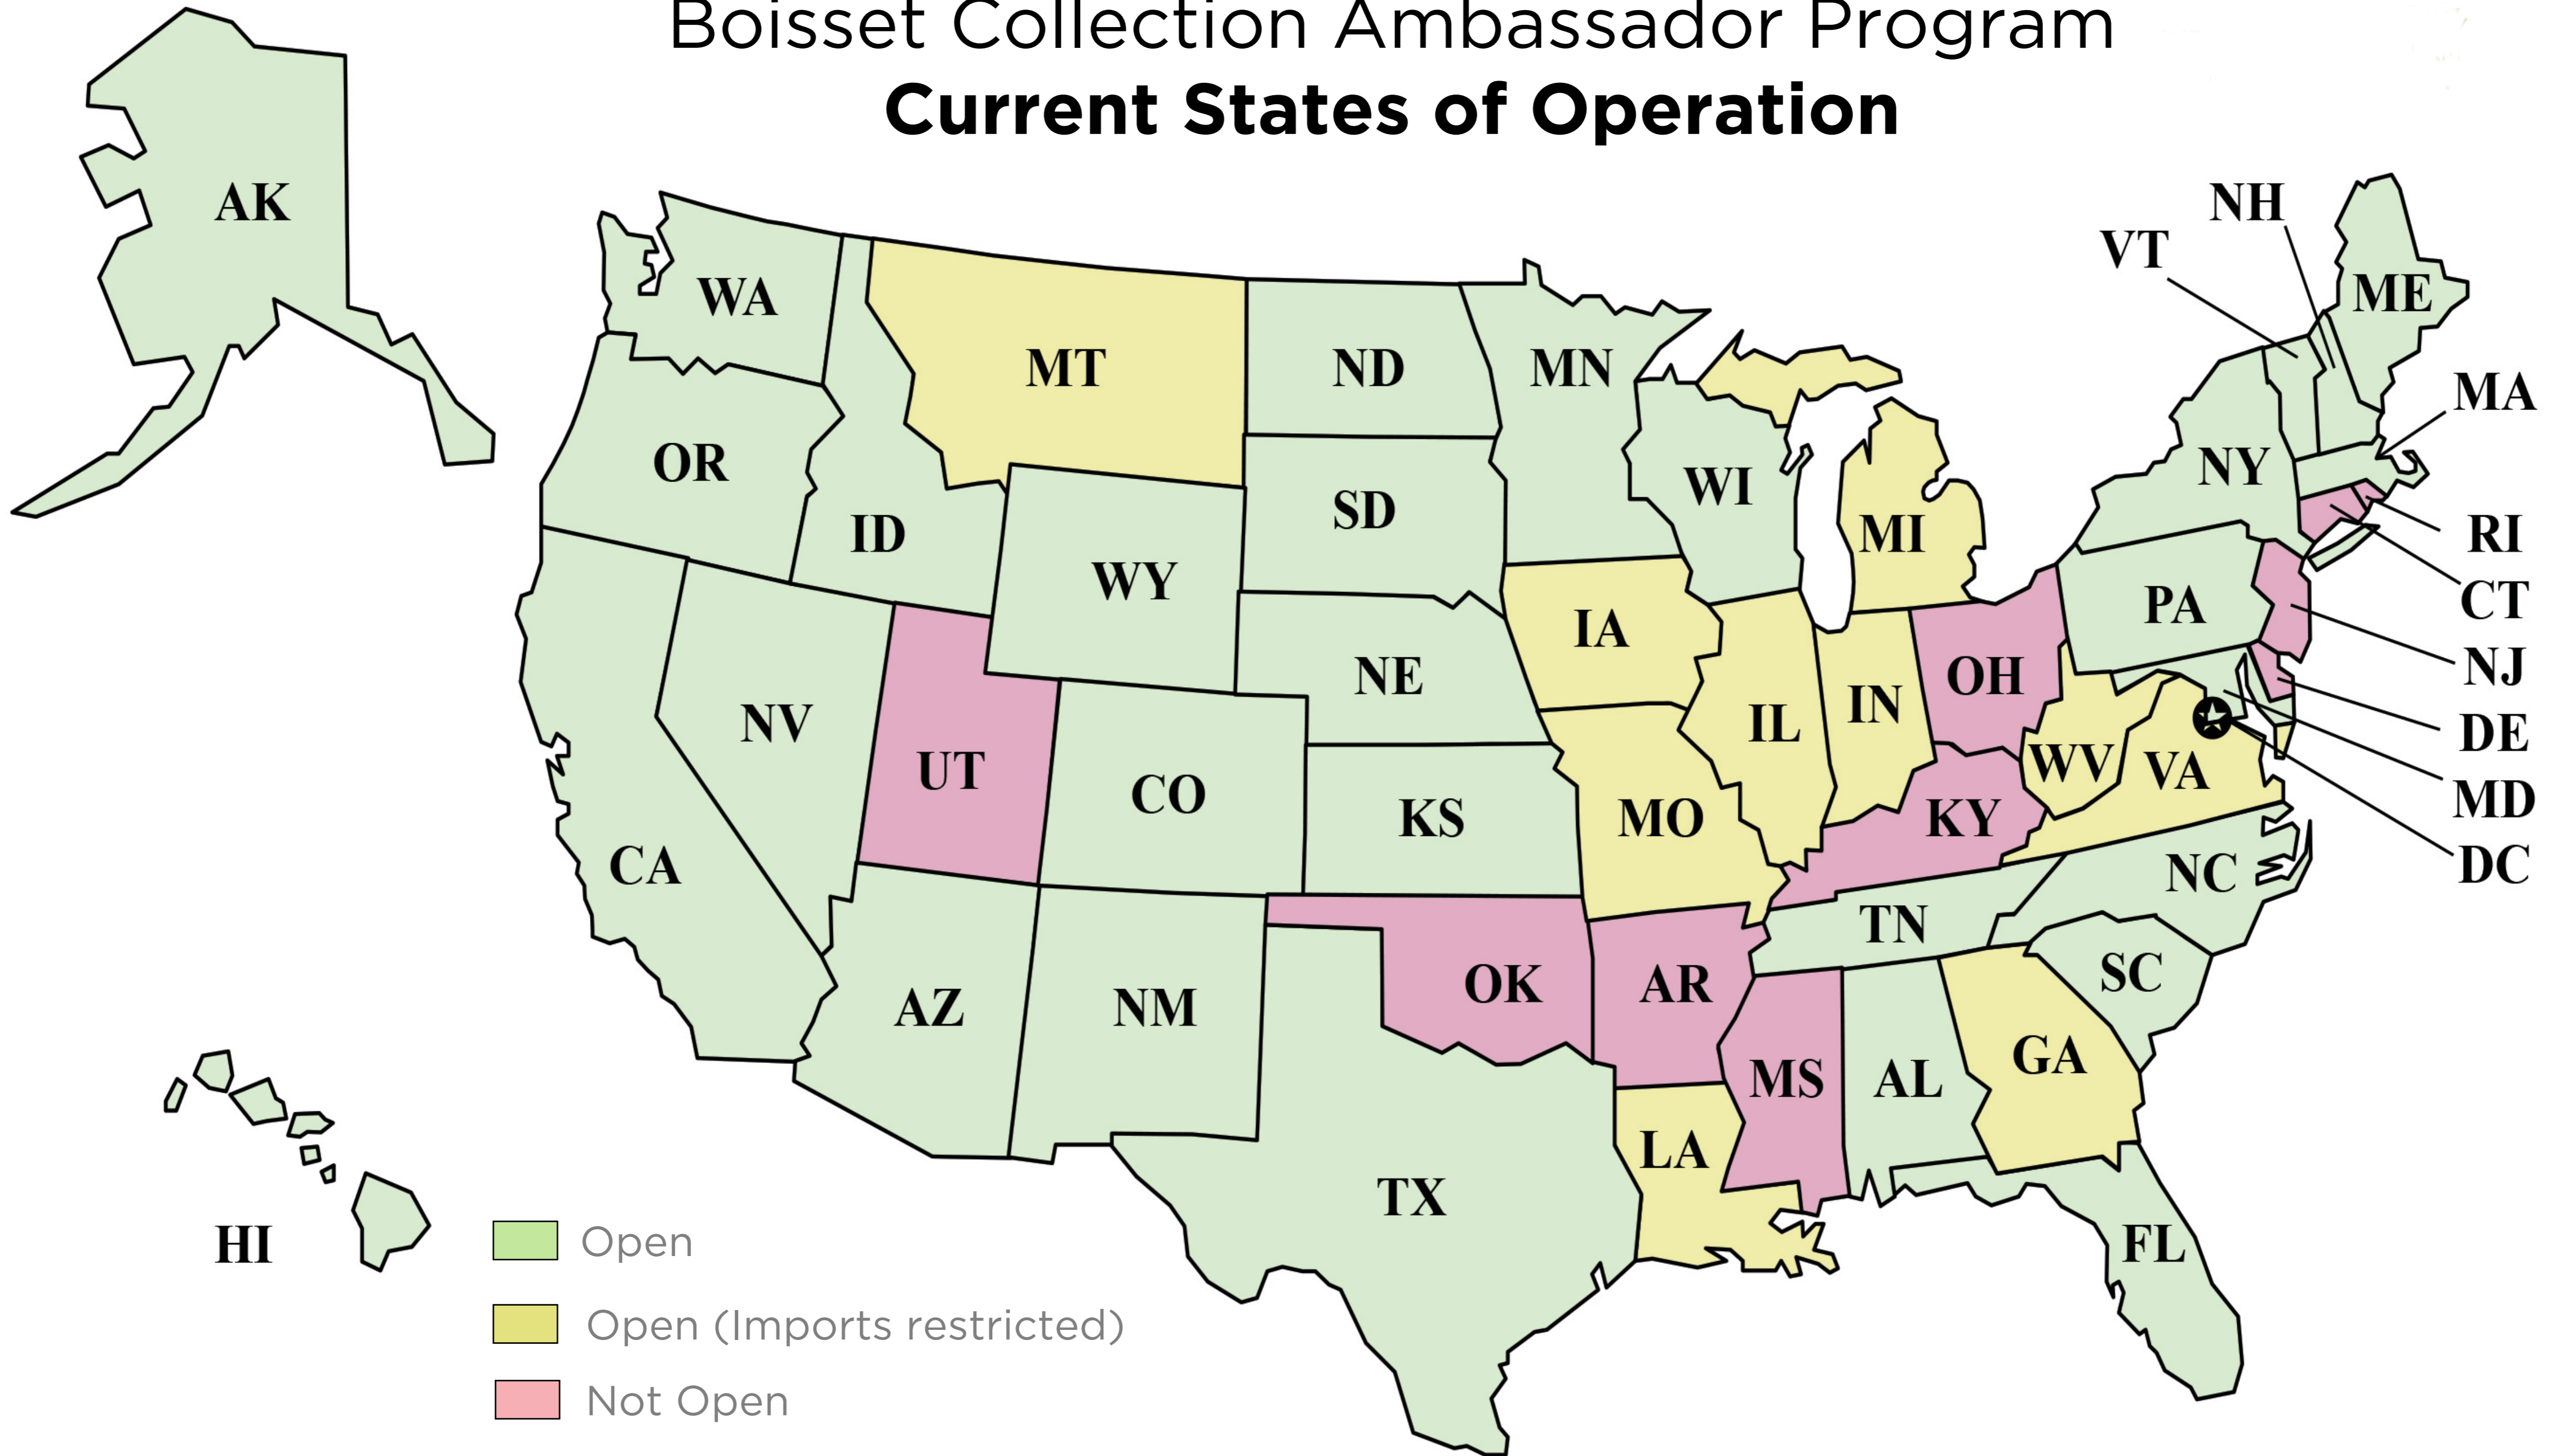 Boisset Collection Ambassador Program
Current States of Operation
AK
NH
VT
ME
WA
MT
ND
MN
MA
OR
NY
WI
SD
ID
MI
RI
WY
CT
PA
IA
NJ
NE
OH
IN
NV
IL
DE
WV
VA
UT
CO
MD
KS
MO
KY
CA
DC
NC
TN
SC
OK
AR
AZ
NM
GA
MS
AL
LA
TX
HI
FL
Open
Open (Imports restricted)
Not Open